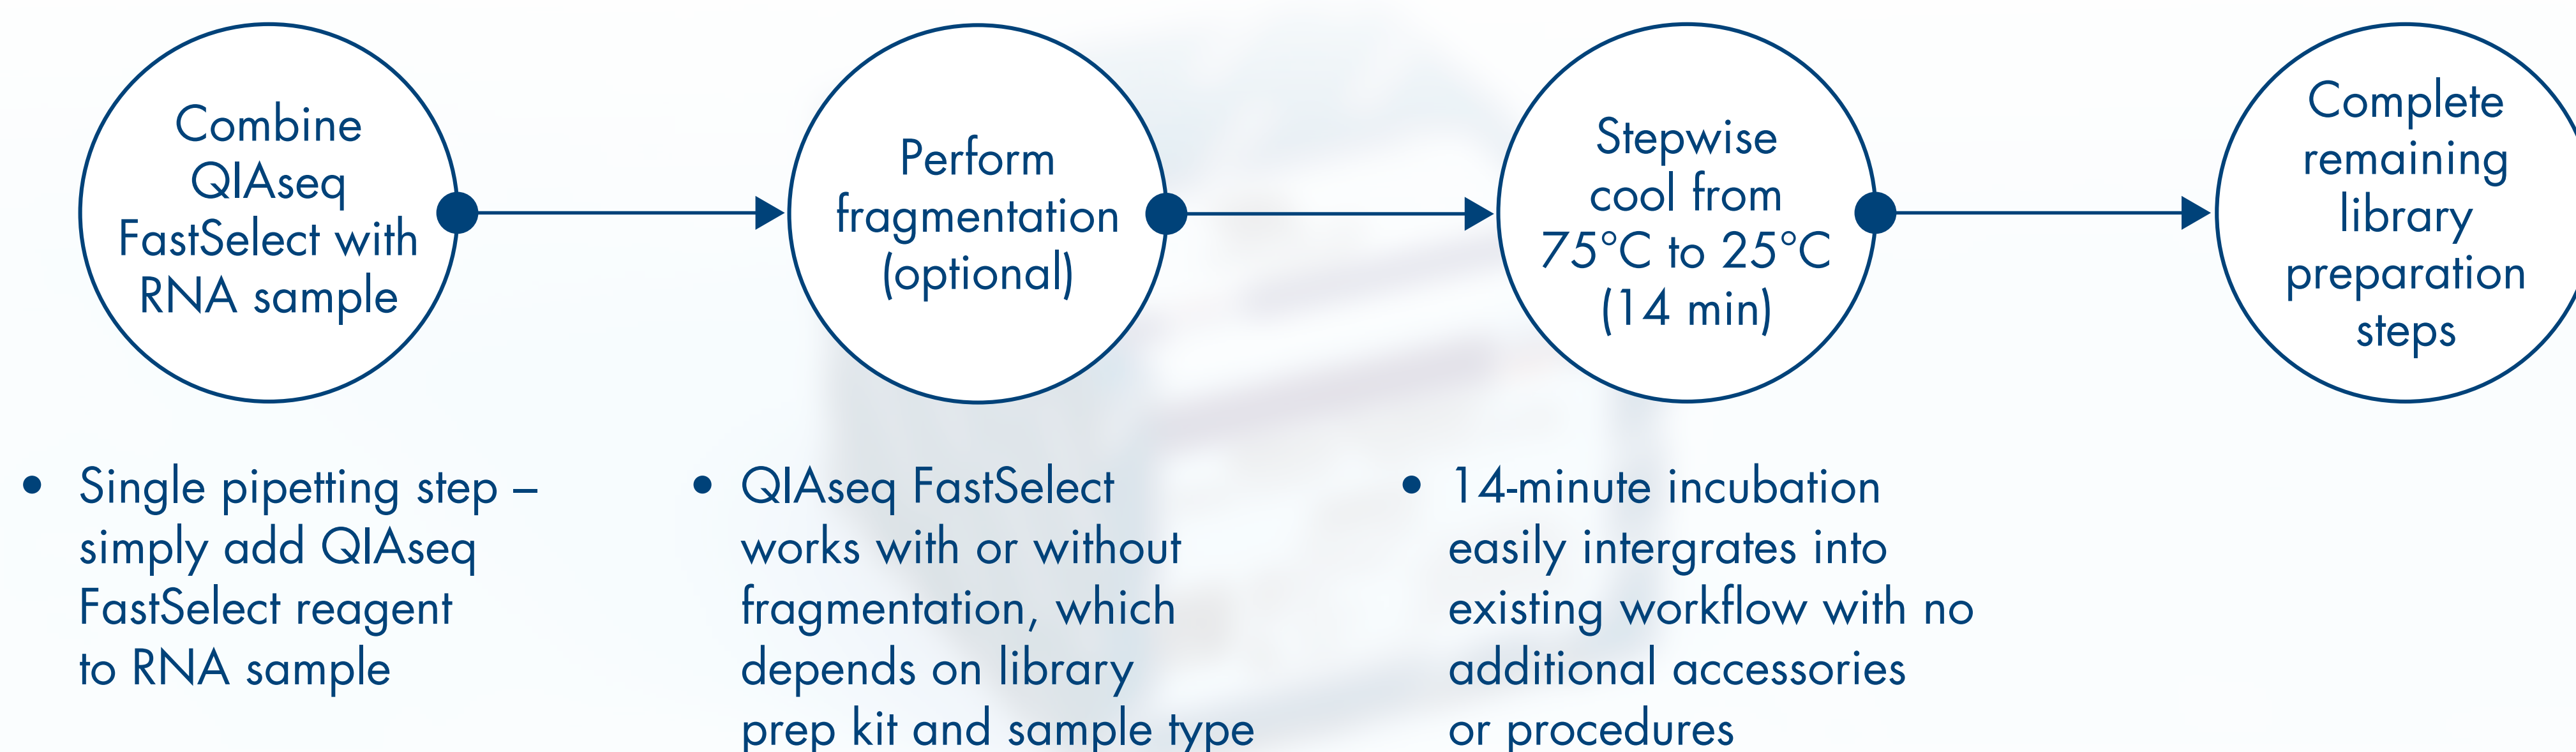 Combine
QIAseq
FastSelect with
RNA sample
Perform
fragmentation
(optional)
Stepwise
cool from
75°C to 25°C
(14 min)
Complete
remaining
library
preparation
steps
• Single pipetting step –
simply add QIAseq
FastSelect reagent
to RNA sample
• QIAseq FastSelect
works with or without
fragmentation, which
depends on library
prep kit and sample type
• 14-minute incubation
easily intergrates into
existing workflow with no
additional accessories
or procedures